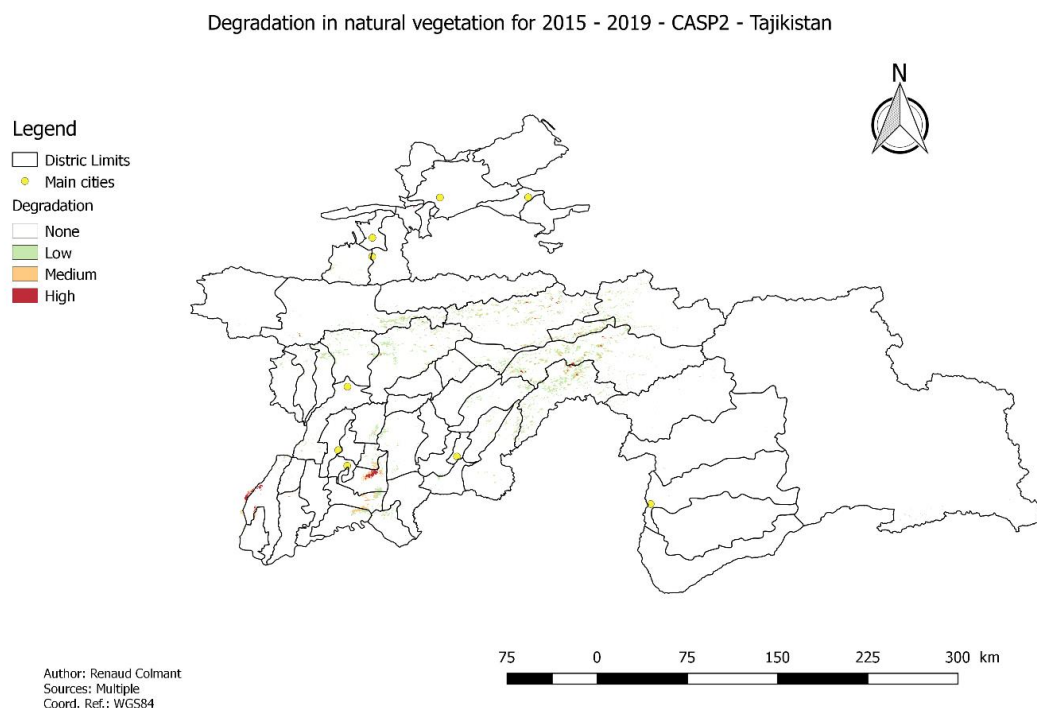 Degradation in natural vegetation for 2015 - 2019 - CASP2 - Tajikistan
N
Legend
Distric Limits
Main cities
Degradation
None
Low
Medium
High
75 0 75 150 225 300 km
Author: Renaud Colmant
Sources: Multiple
Coord. Ref.: WGS84